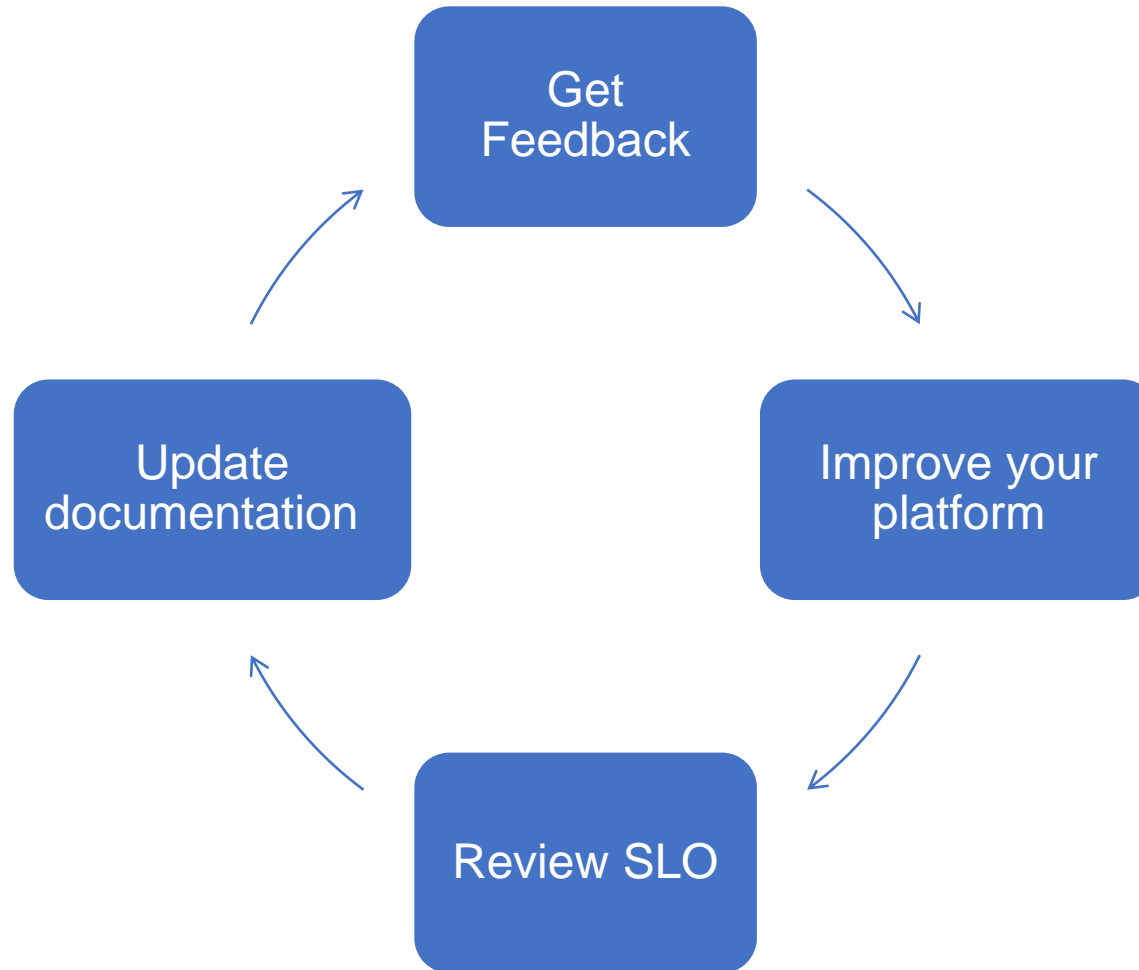 Get
Feedback
Improve your
platform
Review SLO
Update
documentation